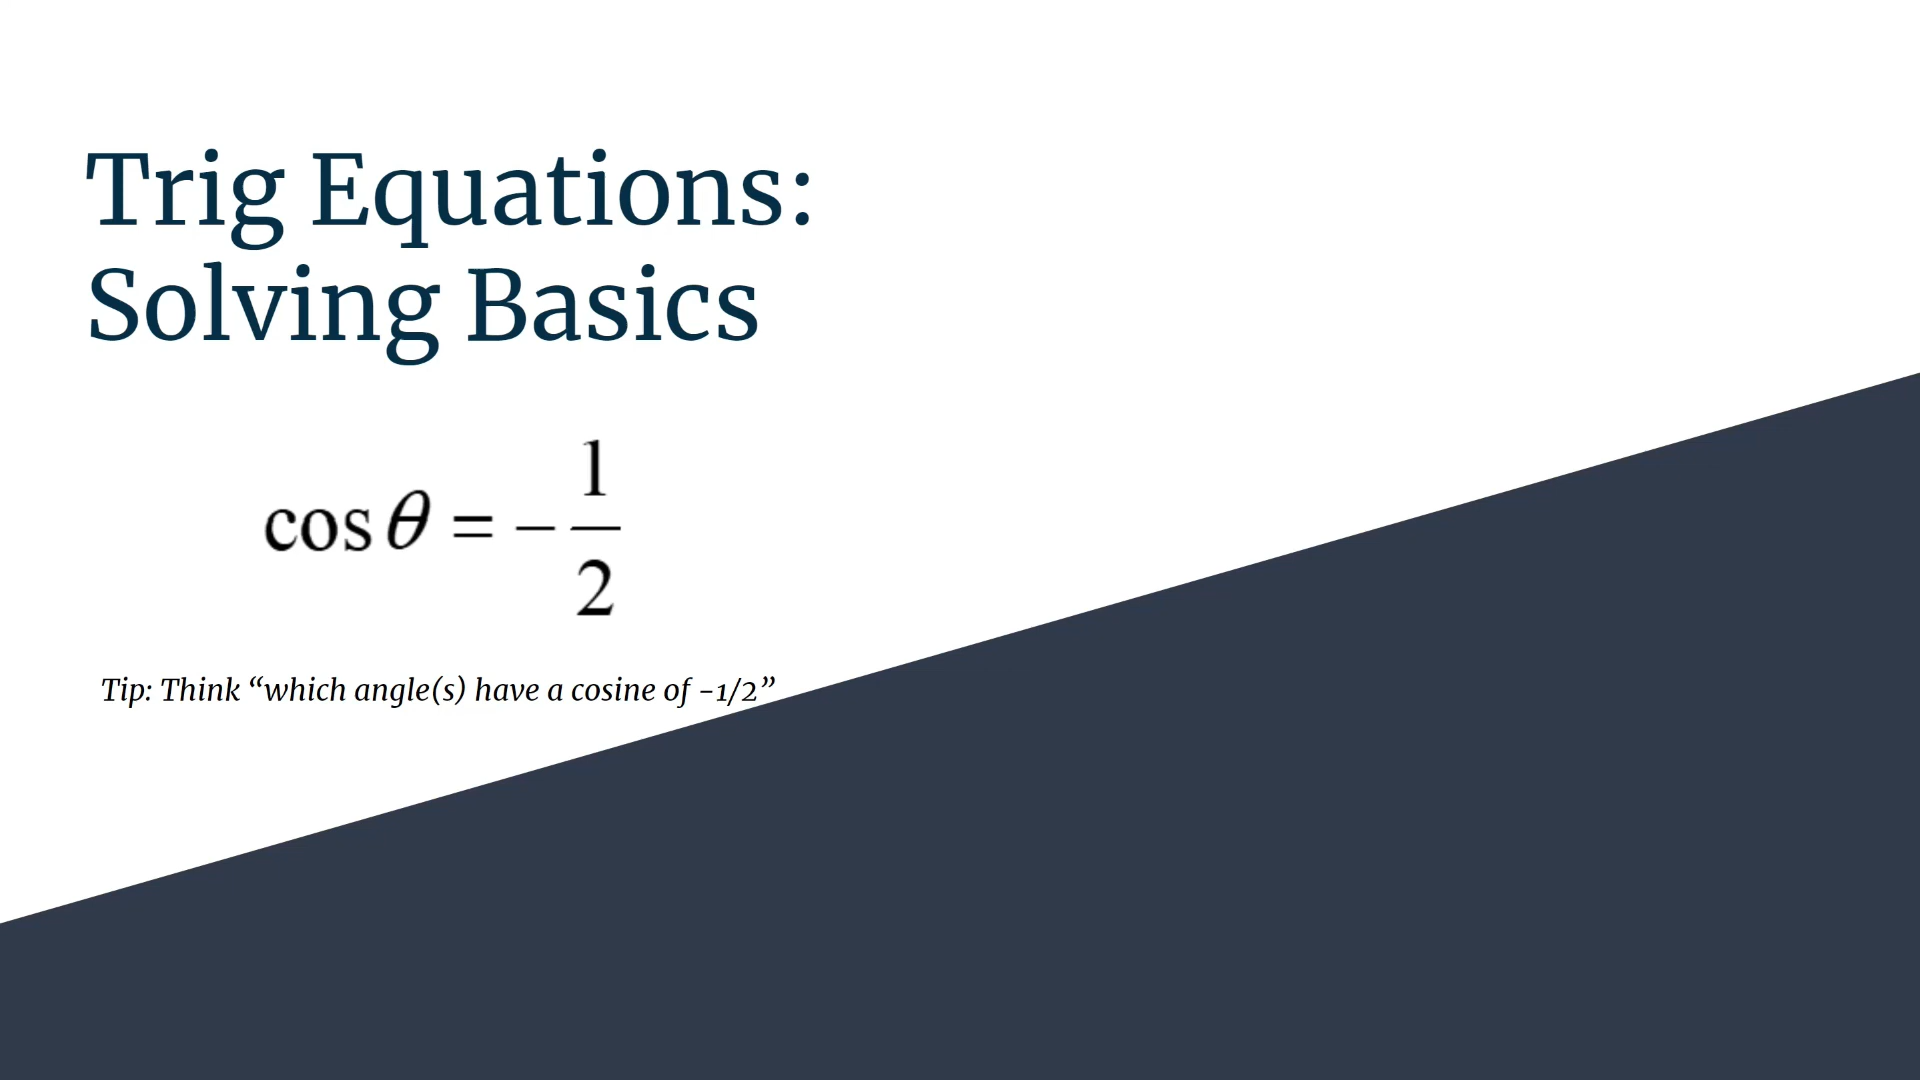 Trig Equations:
Solving Basics
cos θ = - 1/2
Tip: Think “which angle(s) have a cosine of -1/2”